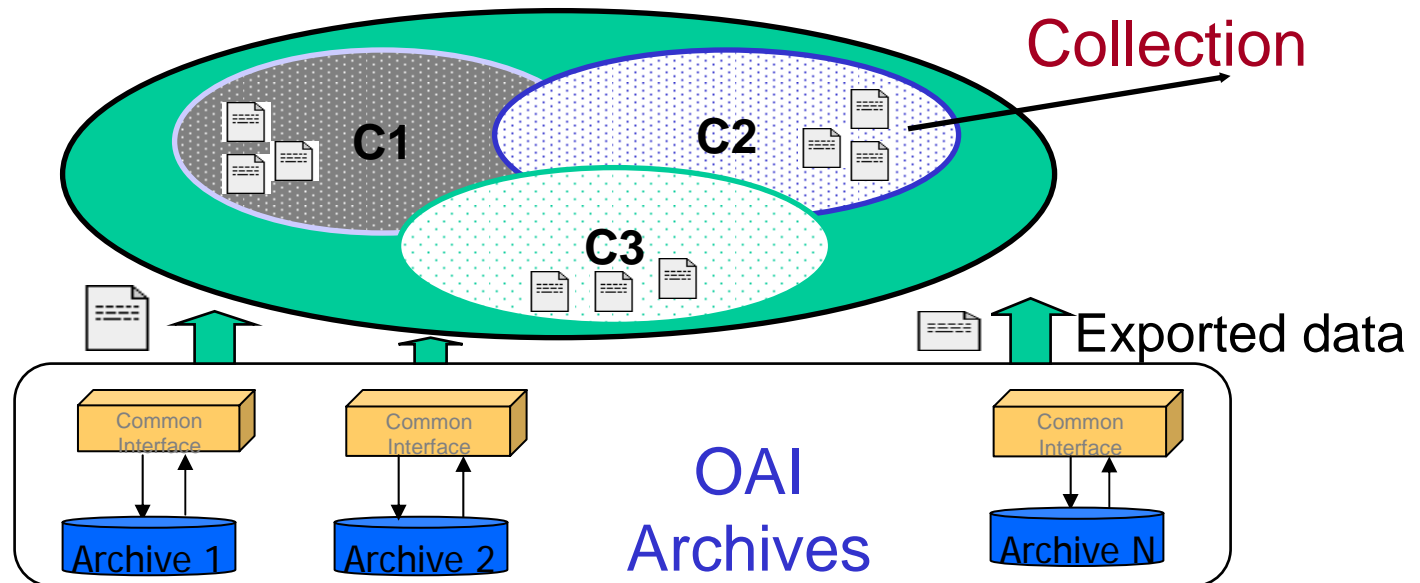 Collection
C1
C2
C3
Exported data
Common
Interface
Common
Interface
Common
Interface
OAI
Archives
Archive 1
Archive 2
Archive N